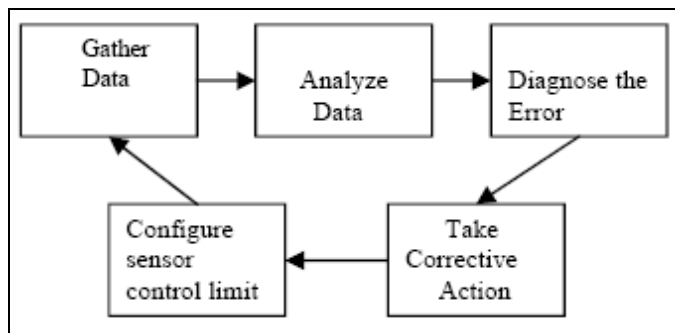 Gather
Data
Analyze
Data
Diagnose the
Error
Configure
sensor
control limit
Take
Corrective
Action